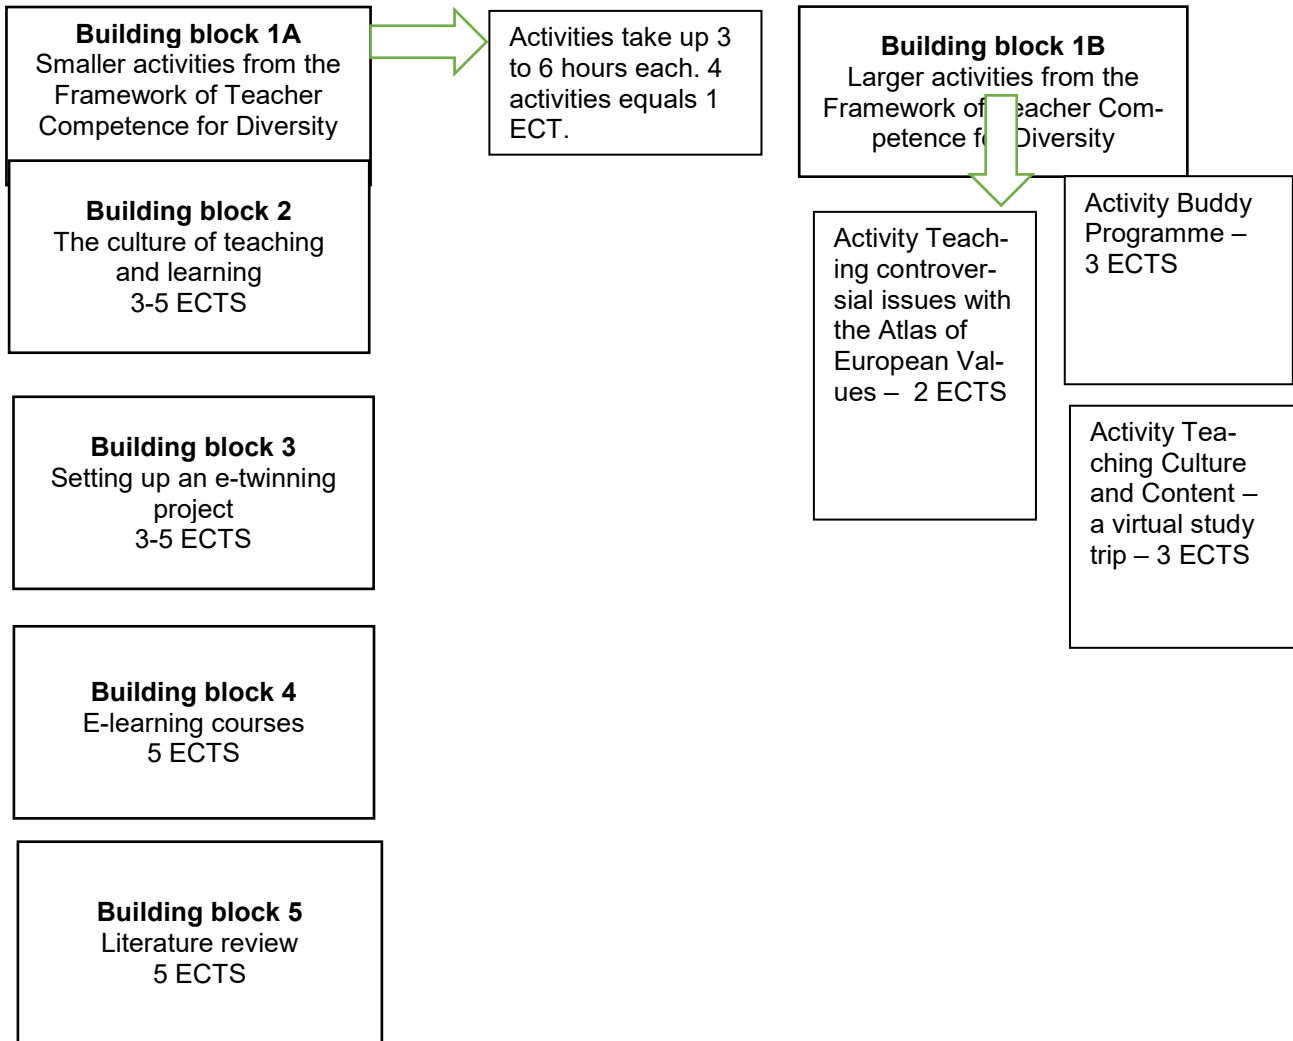 Building block 1A
Smaller activities from the
Framework of Teacher
Competence for Diversity
Activities take up 3
to 6 hours each. 4
activities equals 1
ECT.
Building block 1B
Larger activities from the
Framework of Teacher Com-
petence for Diversity
Building block 2
The culture of teaching
and learning
3-5 ECTS
Activity Teach-
ing controver-
sial issues with
the Atlas of
European Val-
ues – 2 ECTS
Activity Buddy
Programme –
3 ECTS
Building block 3
Setting up an e-twinning
project
3-5 ECTS
Activity Tea-
ching Culture
and Content –
a virtual study
trip – 3 ECTS
Building block 4
E-learning courses
5 ECTS
Building block 5
Literature review
5 ECTS